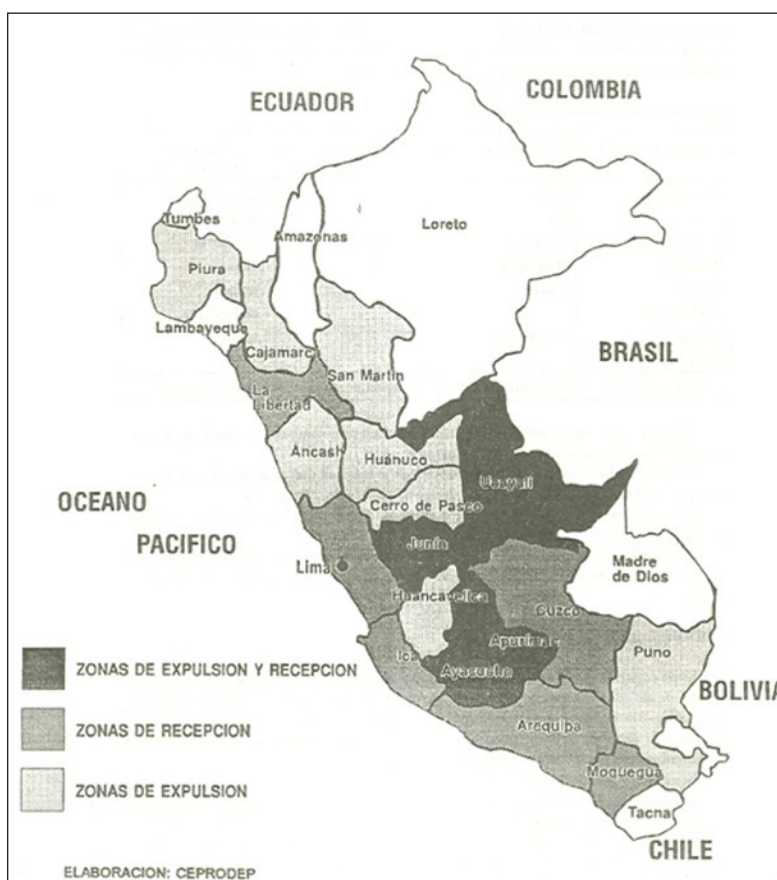 ECUADOR
COLOMBIA
Tumbes
Piura
Amazonas
Loreto
Lambayeque
Cajamarca
San Martin
BRASIL
La
Libertad
Ancash
Huánuco
Ucayali
OCEANO
PACIFICO
Cerro de Pasco
Junín
Lima
Madre
de Dios
Huancavelica
Cuzco
Apurimac
Ica
Ayacucho
Puno
BOLIVIA
Arequipa
Moquegua
Tacna
CHILE
ZONAS DE EXPULSION Y RECEPCION
ZONAS DE RECEPCION
ZONAS DE EXPULSION
ELABORACION: CEPRODEP